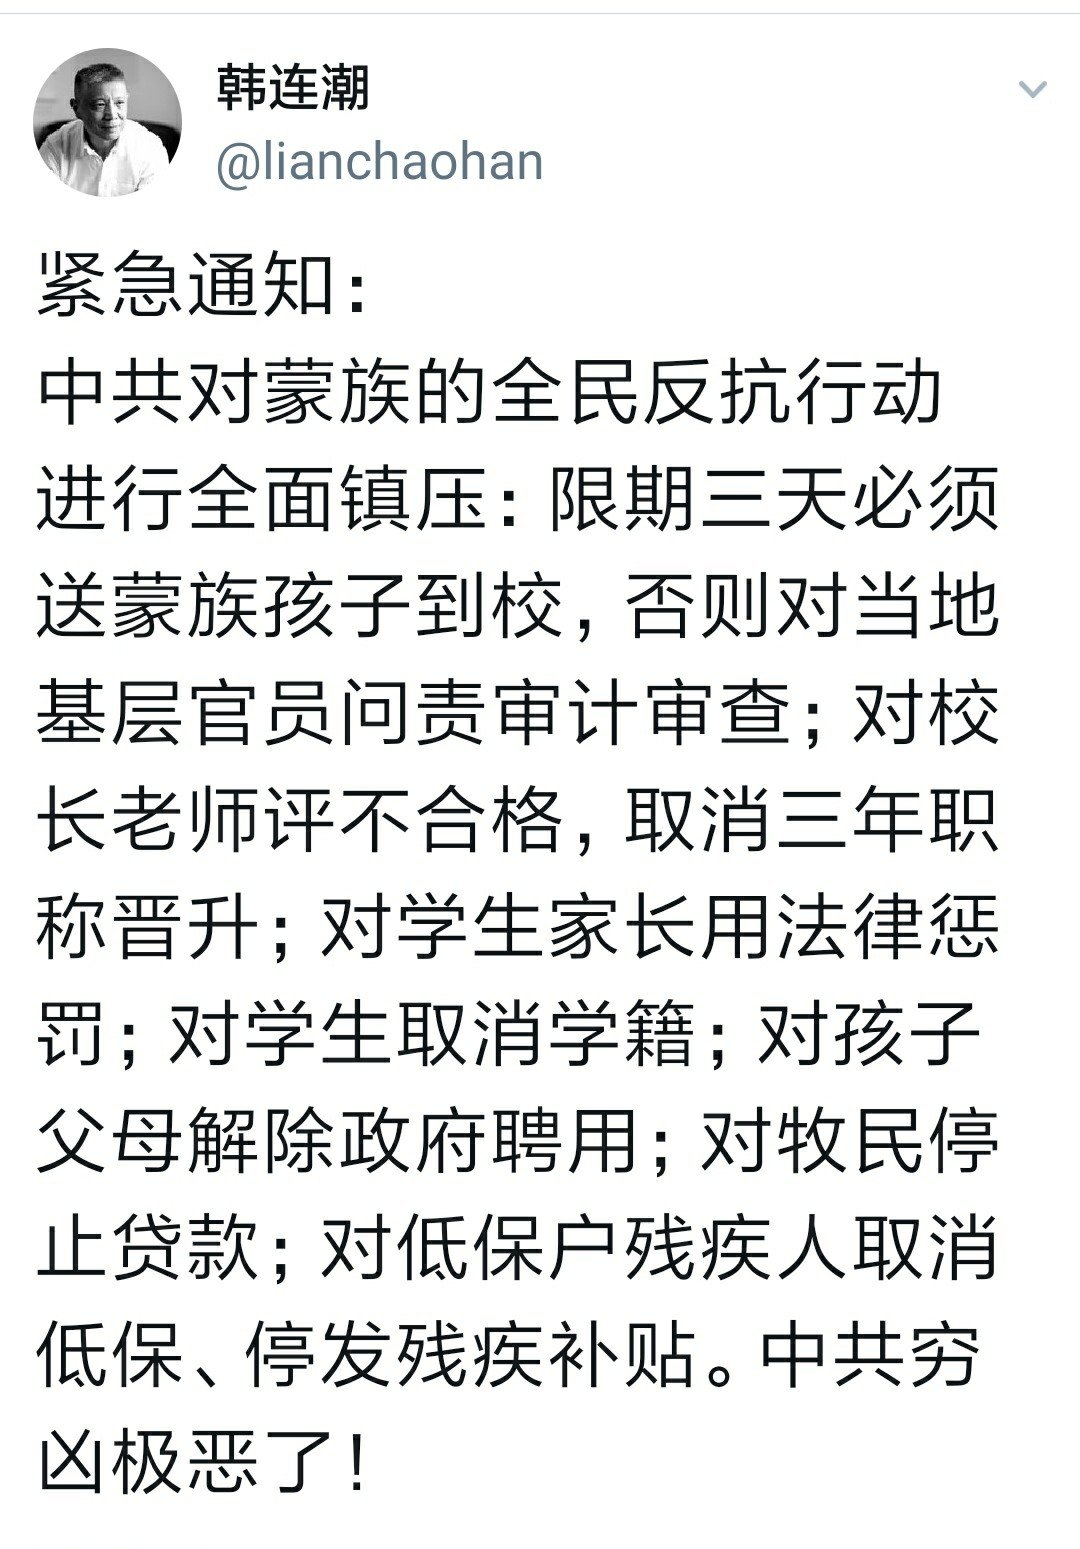 韩连潮
@lianchaohan
紧急通知：
中共对蒙族的全民反抗行动
进行全面镇压：限期三天必须
送蒙族孩子到校，否则对当地
基层官员问责审计审查；对校
长老师评不合格，取消三年职
称晋升；对学生家长用法律惩
罚；对学生取消学籍；对孩子
父母解除政府聘用；对牧民停
止贷款；对低保户残疾人取消
低保、停发残疾补贴。中共穷
凶极恶了！